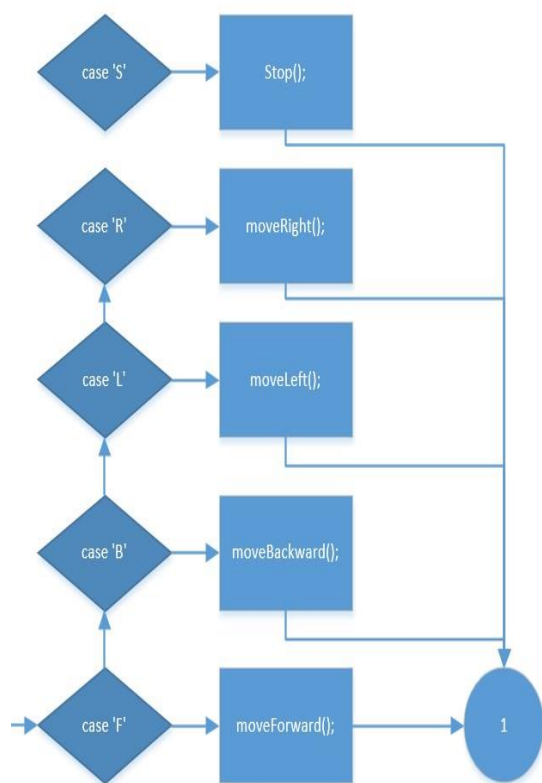 case 'S'
Stop();
case 'R'
moveRight();
case 'L'
moveLeft();
case 'B'
moveBackward();
case 'F'
moveForward();
1